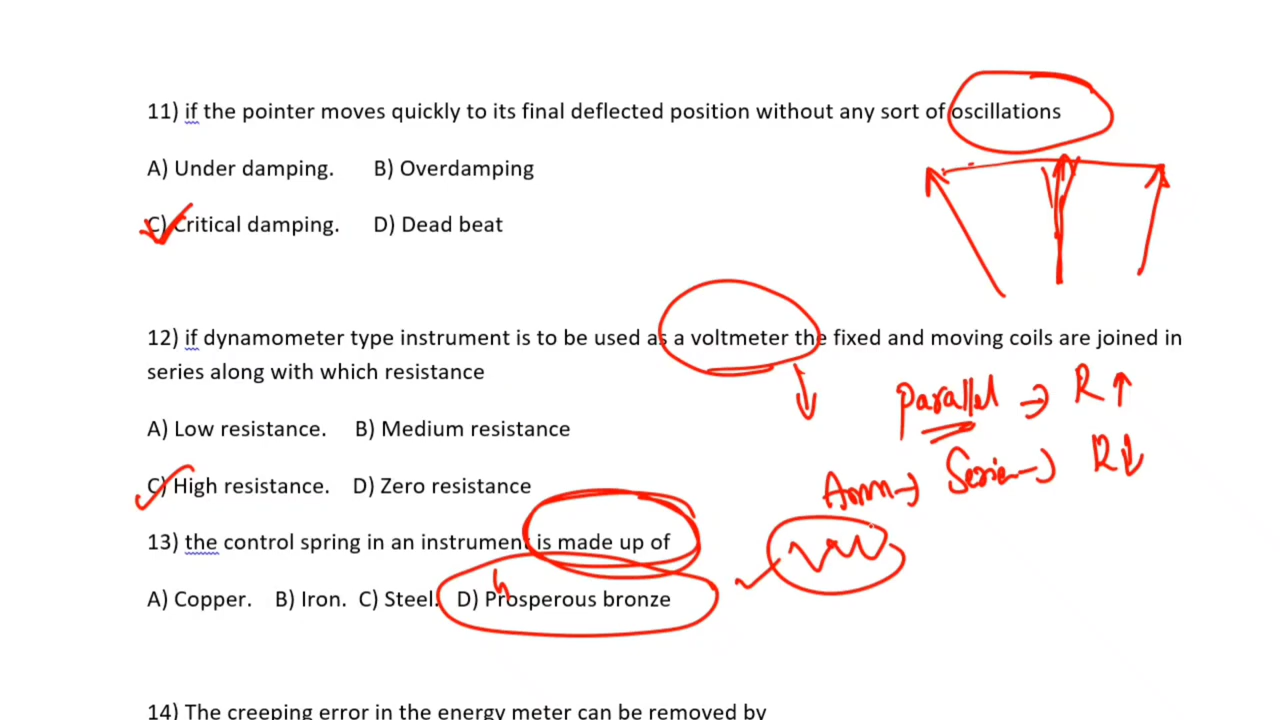 11) if the pointer moves quickly to its final deflected position without any sort of oscillations
A) Under damping. B) Overdamping
C) Critical damping. D) Dead beat
12) if dynamometer type instrument is to be used as a voltmeter the fixed and moving coils are joined in
series along with which resistance
Parallel → R ↑
A) Low resistance. B) Medium resistance
Amm → Series → R ↓
C) High resistance. D) Zero resistance
13) the control spring in an instrument is made up of
h
A) Copper. B) Iron. C) Steel. D) Prosperous bronze
14) The creeping error in the energy meter can be removed by